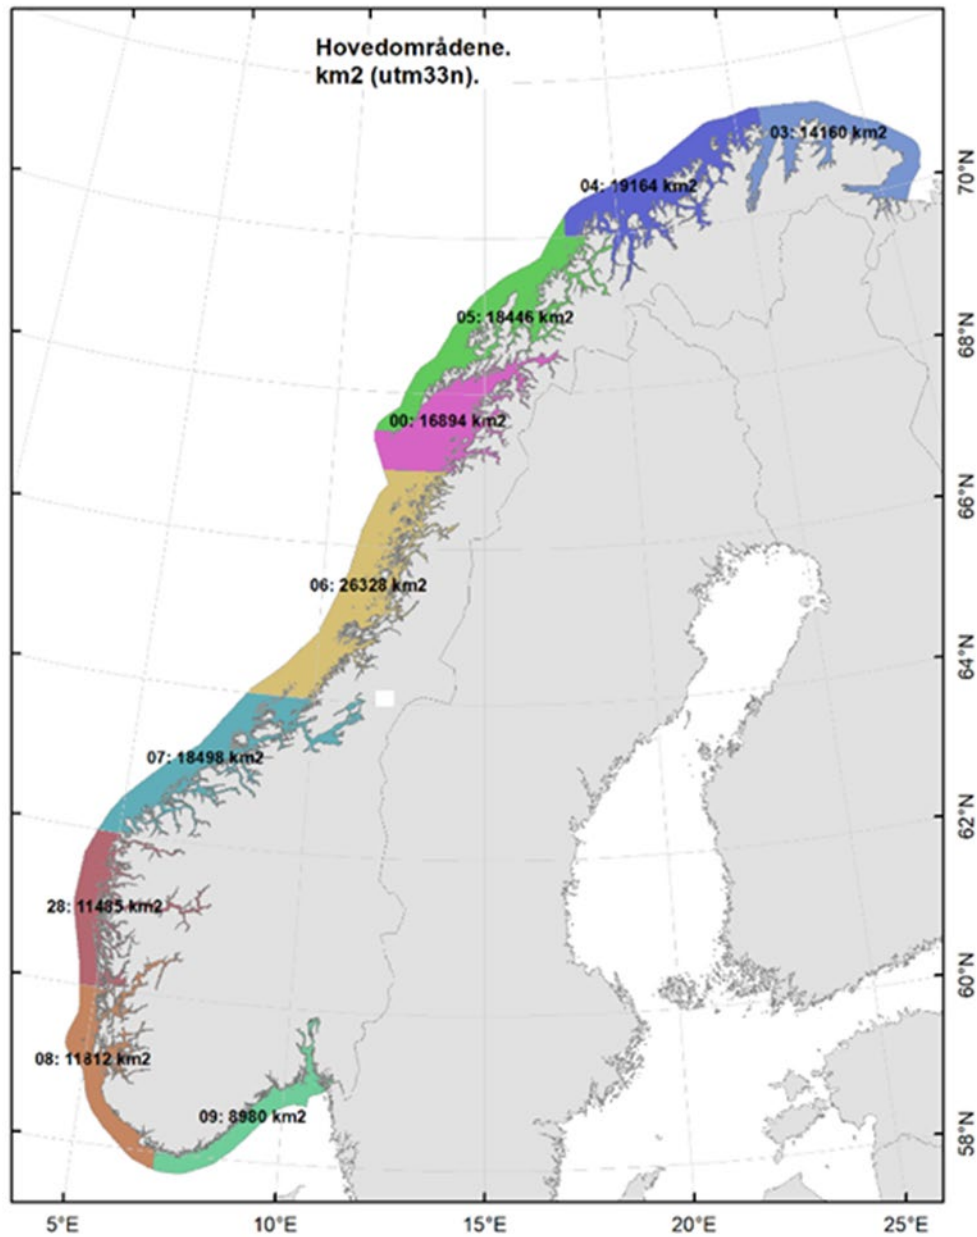 Hovedområdene.
km2 (utm33n).
03: 14160 km2
04: 19164 km2
05: 18446 km2
00: 16894 km2
06: 26328 km2
07: 18498 km2
28: 11485 km2
08: 11312 km2
09: 8980 km2
70°N
68°N
66°N
64°N
62°N
60°N
58°N
5°E
10°E
15°E
20°E
25°E